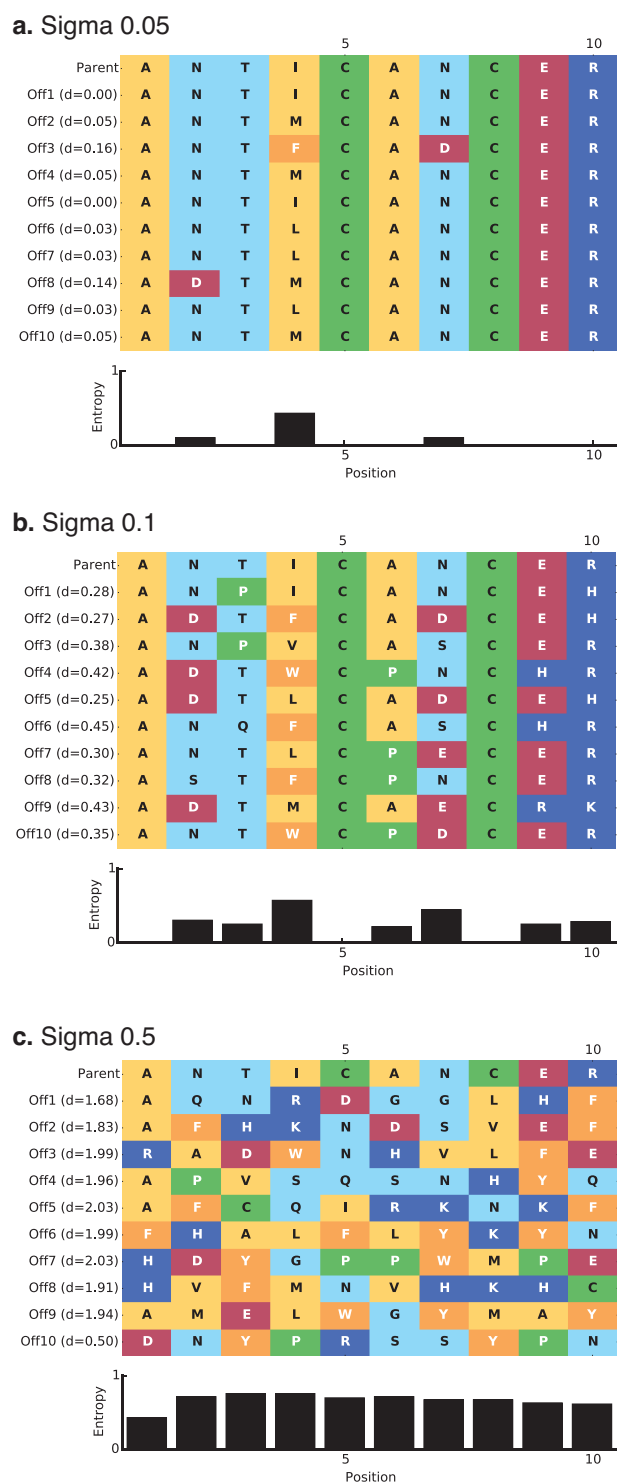 a. Sigma 0.05
5 10
Parent A N T I C A N C E R
Off1 (d=0.00) A N T I C A N C E R
Off2 (d=0.05) A N T M C A N C E R
Off3 (d=0.16) A N T F C A D C E R
Off4 (d=0.05) A N T M C A N C E R
Off5 (d=0.00) A N T I C A N C E R
Off6 (d=0.03) A N T L C A N C E R
Off7 (d=0.03) A N T L C A N C E R
Off8 (d=0.14) A D T M C A N C E R
Off9 (d=0.03) A N T L C A N C E R
Off10 (d=0.05) A N T M C A N C E R
1
Entropy
0
5 10
Position
b. Sigma 0.1
5 10
Parent A N T I C A N C E R
Off1 (d=0.28) A N P I C A N C E H
Off2 (d=0.27) A D T F C A D C E H
Off3 (d=0.38) A N P V C A S C E R
Off4 (d=0.42) A D T W C P N C H R
Off5 (d=0.25) A D T L C A D C E H
Off6 (d=0.45) A N Q F C A S C H R
Off7 (d=0.30) A N T L C P E C E R
Off8 (d=0.32) A S T F C P N C E R
Off9 (d=0.43) A D T M C A E C R K
Off10 (d=0.35) A N T W C P D C E R
1
Entropy
0
5 10
Position
c. Sigma 0.5
5 10
Parent A N T I C A N C E R
Off1 (d=1.68) A Q N R D G G L H F
Off2 (d=1.83) A F H K N D S V E F
Off3 (d=1.99) R A D W N H V L F E
Off4 (d=1.96) A P V S Q S N H Y Q
Off5 (d=2.03) A F C Q I R K N K F
Off6 (d=1.99) F H A L F L Y K Y N
Off7 (d=2.03) H D Y G P P W M P E
Off8 (d=1.91) H V F M N V H K H C
Off9 (d=1.94) A M E L W G Y M A Y
Off10 (d=0.50) D N Y P R S S Y P N
1
Entropy
0
5 10
Position